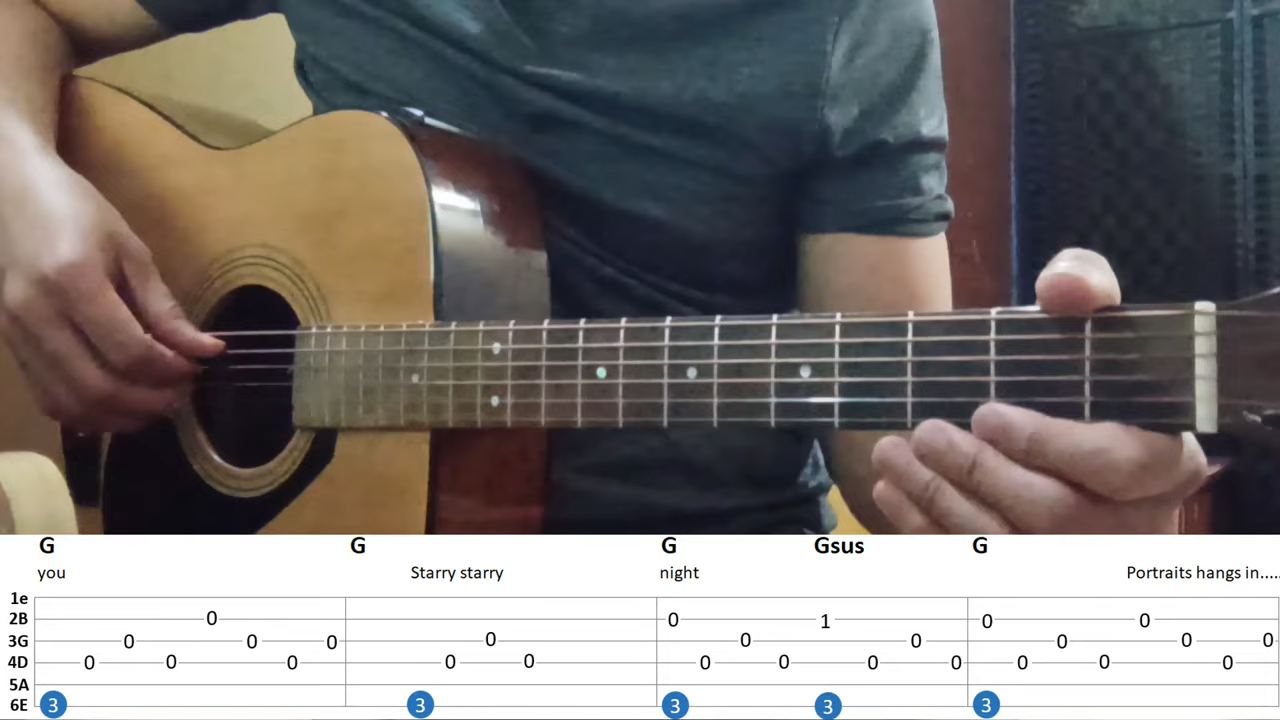 G G G Gsus G
you Starry starry night Portraits hangs in.....
1e
2B 0 0 1 0 0
3G 0 0 0 0 0 0 0 0 0
4D 0 0 0 0 0 0 0 0 0 0 0 0
5A
6E 3 3 3 3 3